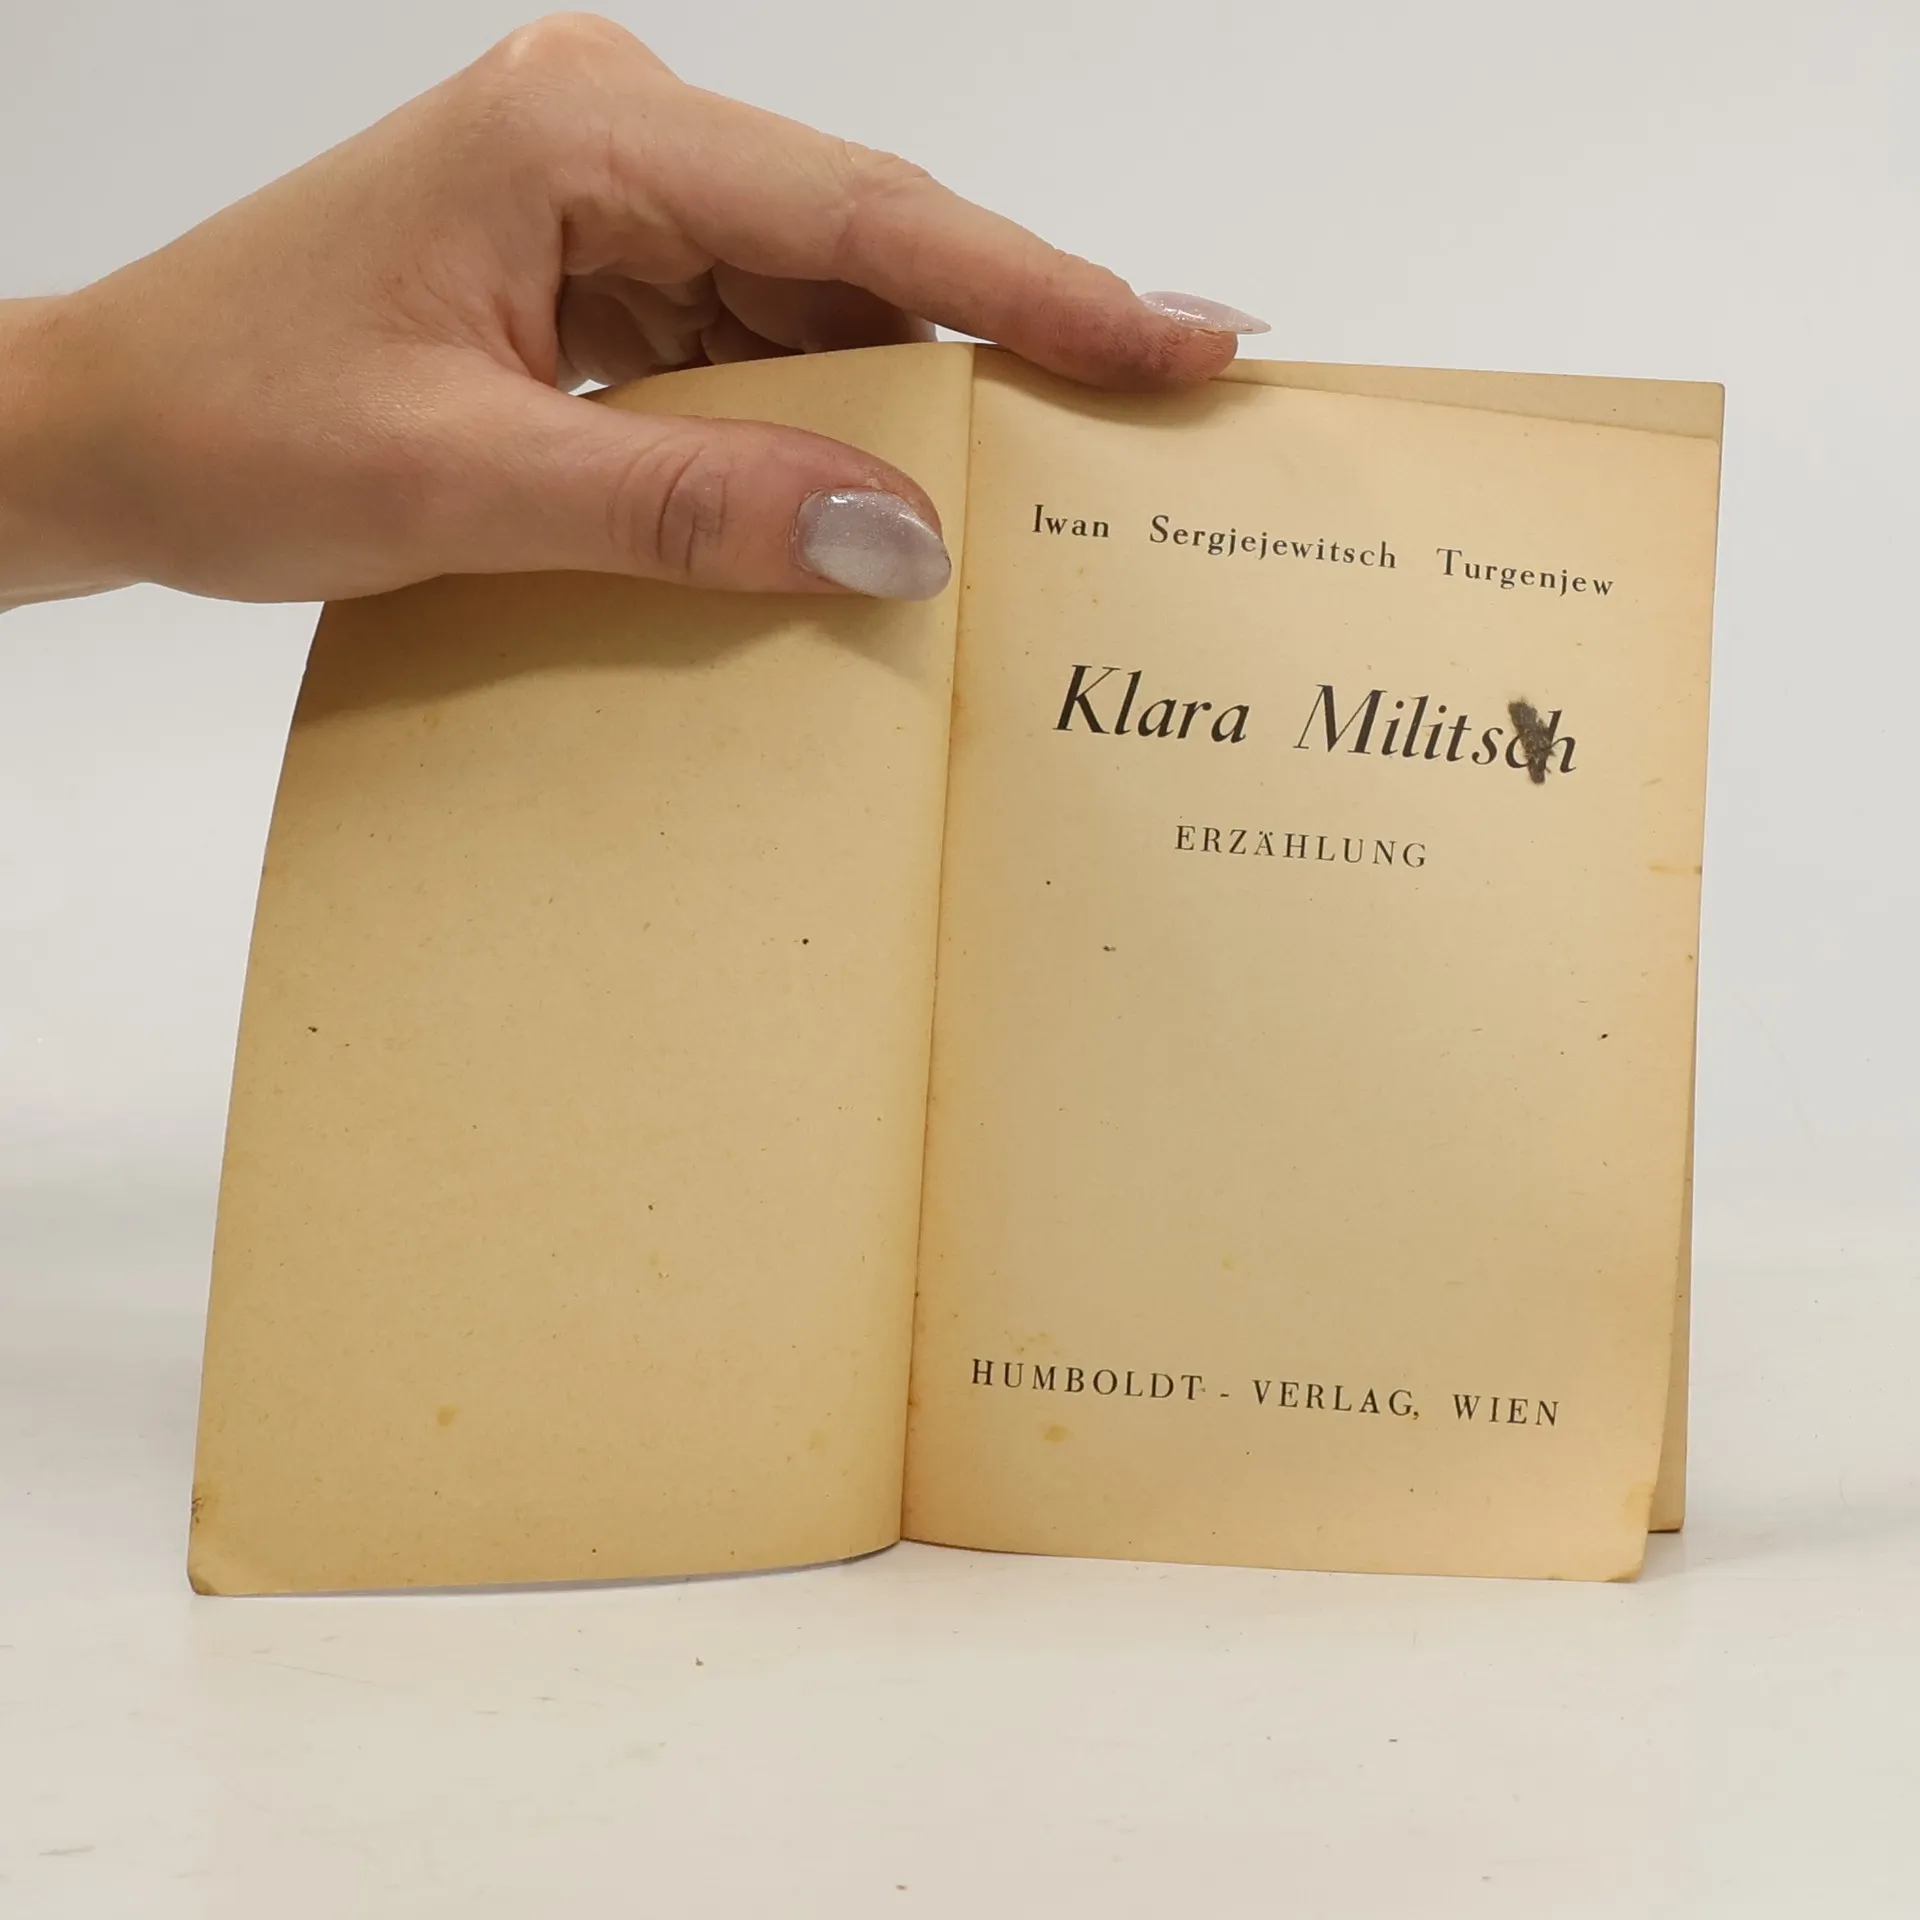 Iwan Sergjejewitsch Turgenjew
Klara Militsch
ERZÄHLUNG
HUMBOLDT - VERLAG, WIEN